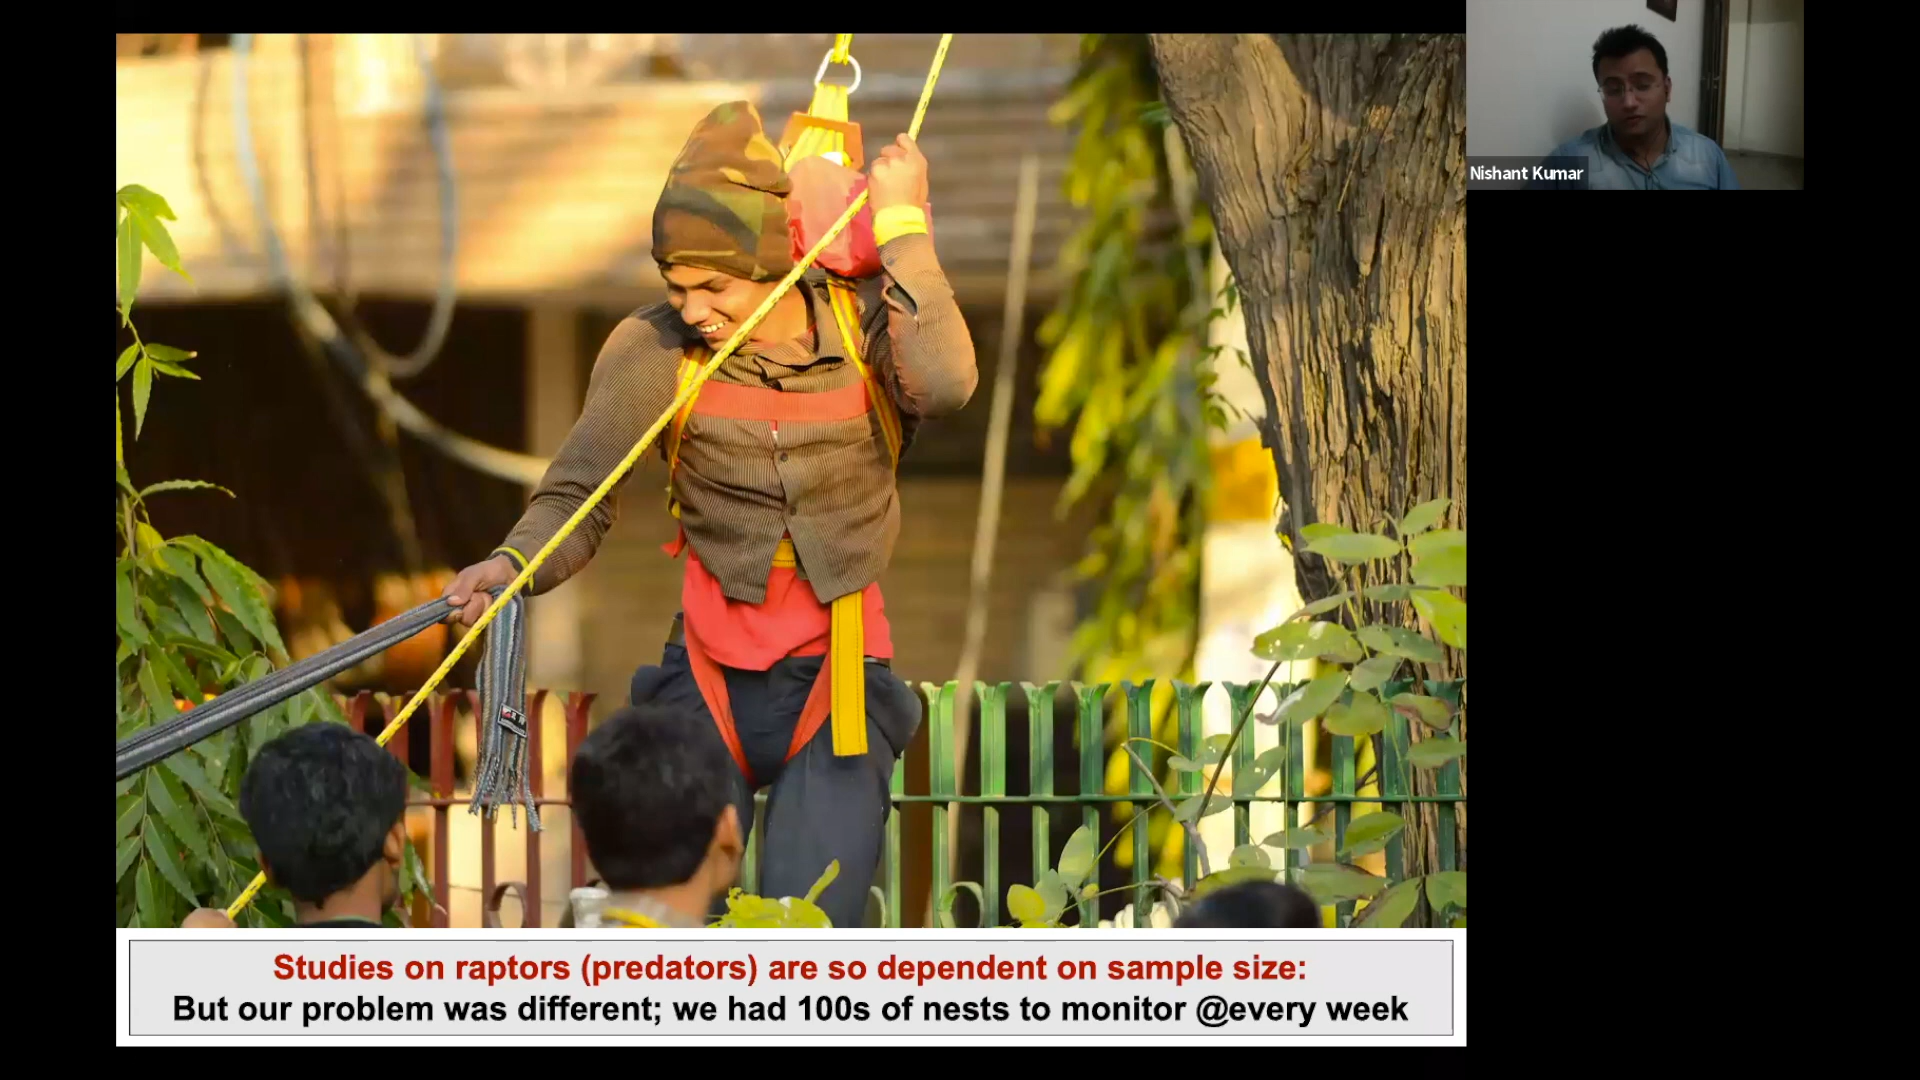 Nishant Kumar
Studies on raptors (predators) are so dependent on sample size:
But our problem was different; we had 100s of nests to monitor @every week